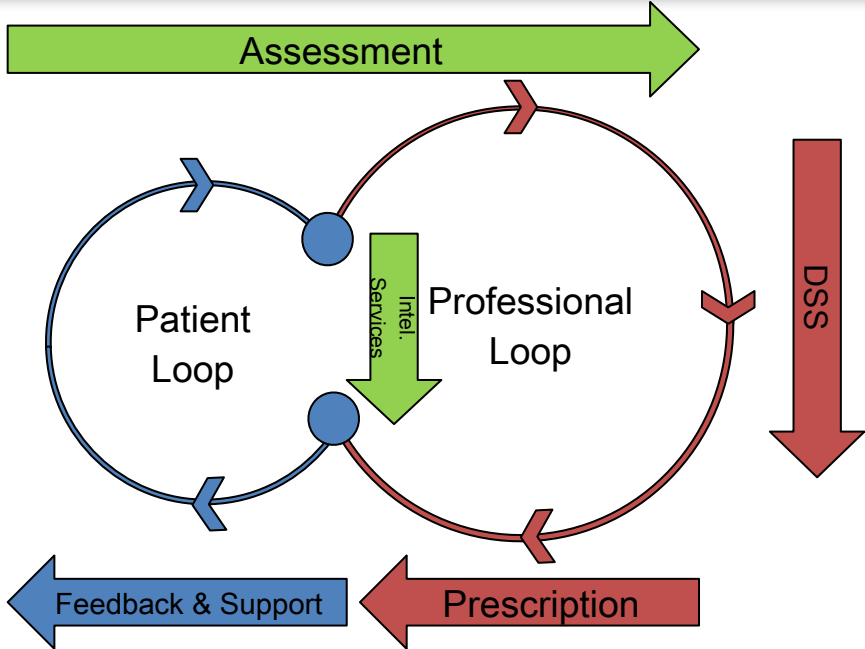 Assessment
Patient
Loop
Intel.
Services
Professional
Loop
DSS
Feedback & Support
Prescription